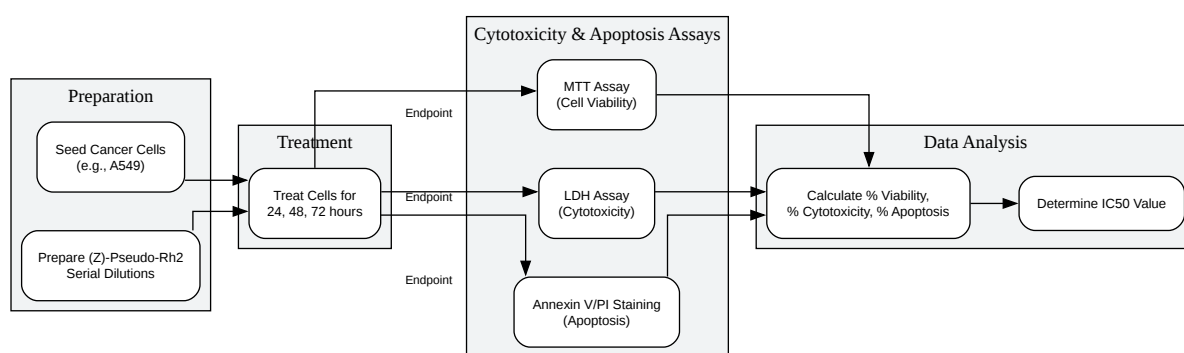 Preparation
Seed Cancer Cells
(e.g., A549)
Prepare (Z)-Pseudo-Rh2
Serial Dilutions
Treatment
Treat Cells for
24, 48, 72 hours
Endpoint
Endpoint
Endpoint
Cytotoxicity & Apoptosis Assays
MTT Assay
(Cell Viability)
LDH Assay
(Cytotoxicity)
Annexin V/PI Staining
(Apoptosis)
Data Analysis
Calculate % Viability,
% Cytotoxicity, % Apoptosis
Determine IC50 Value